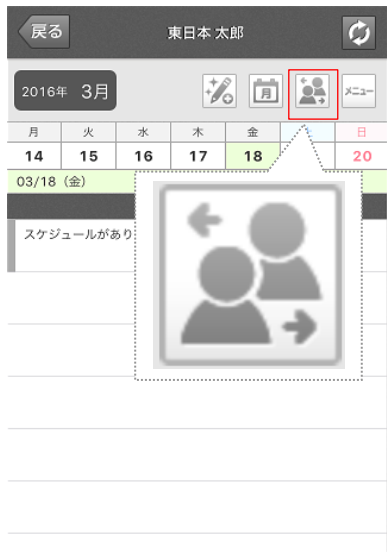 戻る 東日本 太郎
2016年 3月 月 メニュー
月 火 水 木 金 日
14 15 16 17 18 20
03/18（金）
スケジュールがあり